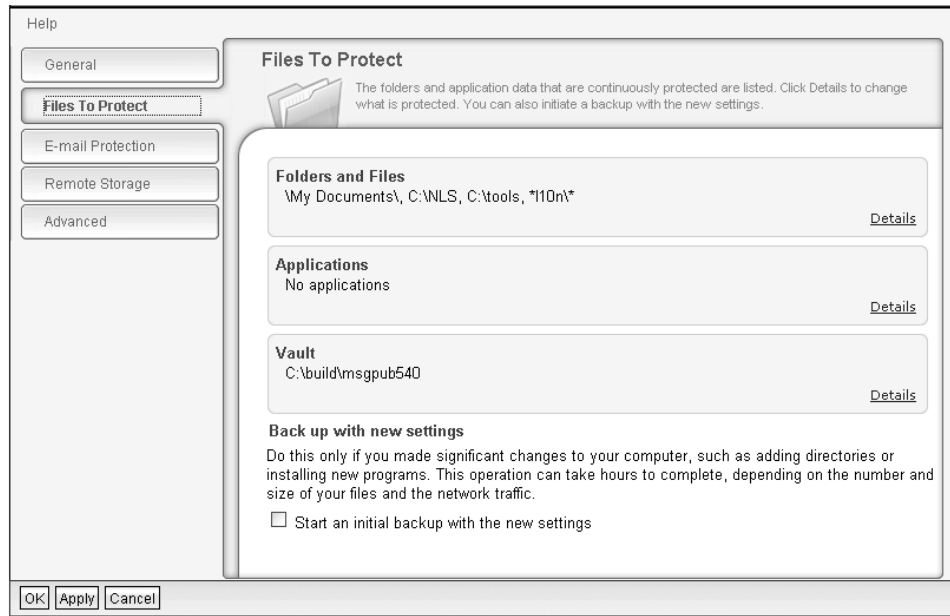 Help
General
Files To Protect
E-mail Protection
Remote Storage
Advanced
Files To Protect
The folders and application data that are continuously protected are listed. Click Details to change
what is protected. You can also initiate a backup with the new settings.
Folders and Files
\My Documents\, C:\NLS, C:\tools, *l10n\*
Details
Applications
No applications
Details
Vault
C:\build\msgpub540
Details
Back up with new settings
Do this only if you made significant changes to your computer, such as adding directories or
installing new programs. This operation can take hours to complete, depending on the number and
size of your files and the network traffic.
Start an initial backup with the new settings
OK Apply Cancel